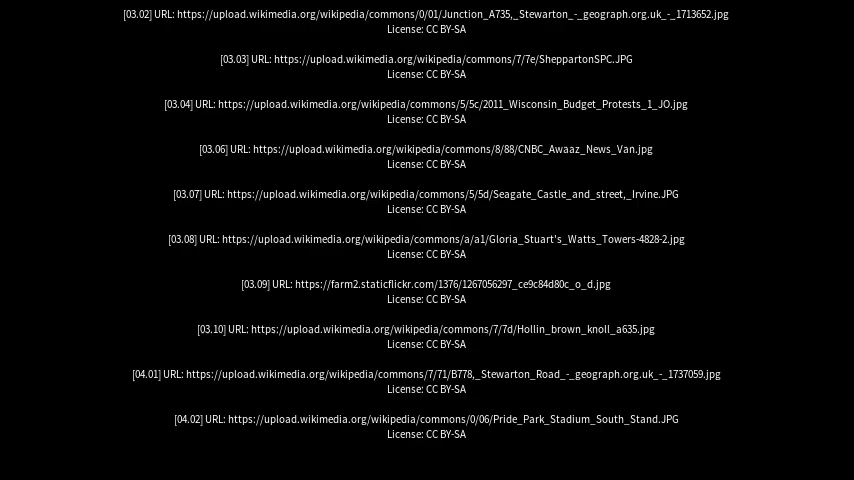 [03.02] URL: https://upload.wikimedia.org/wikipedia/commons/0/01/Junction_A735,_Stewarton_-_geograph.org.uk_-_1713652.jpg
License: CC BY-SA
[03.03] URL: https://upload.wikimedia.org/wikipedia/commons/7/7e/SheppartonSPC.JPG
License: CC BY-SA
[03.04] URL: https://upload.wikimedia.org/wikipedia/commons/5/5c/2011_Wisconsin_Budget_Protests_1_JO.jpg
License: CC BY-SA
[03.06] URL: https://upload.wikimedia.org/wikipedia/commons/8/88/CNBC_Awaaz_News_Van.jpg
License: CC BY-SA
[03.07] URL: https://upload.wikimedia.org/wikipedia/commons/5/5d/Seagate_Castle_and_street,_Irvine.JPG
License: CC BY-SA
[03.08] URL: https://upload.wikimedia.org/wikipedia/commons/a/a1/Gloria_Stuart's_Watts_Towers-4828-2.jpg
License: CC BY-SA
[03.09] URL: https://farm2.staticflickr.com/1376/1267056297_ce9c84d80c_o_d.jpg
License: CC BY-SA
[03.10] URL: https://upload.wikimedia.org/wikipedia/commons/7/7d/Hollin_brown_knoll_a635.jpg
License: CC BY-SA
[04.01] URL: https://upload.wikimedia.org/wikipedia/commons/7/71/B778,_Stewarton_Road_-_geograph.org.uk_-_1737059.jpg
License: CC BY-SA
[04.02] URL: https://upload.wikimedia.org/wikipedia/commons/0/06/Pride_Park_Stadium_South_Stand.JPG
License: CC BY-SA